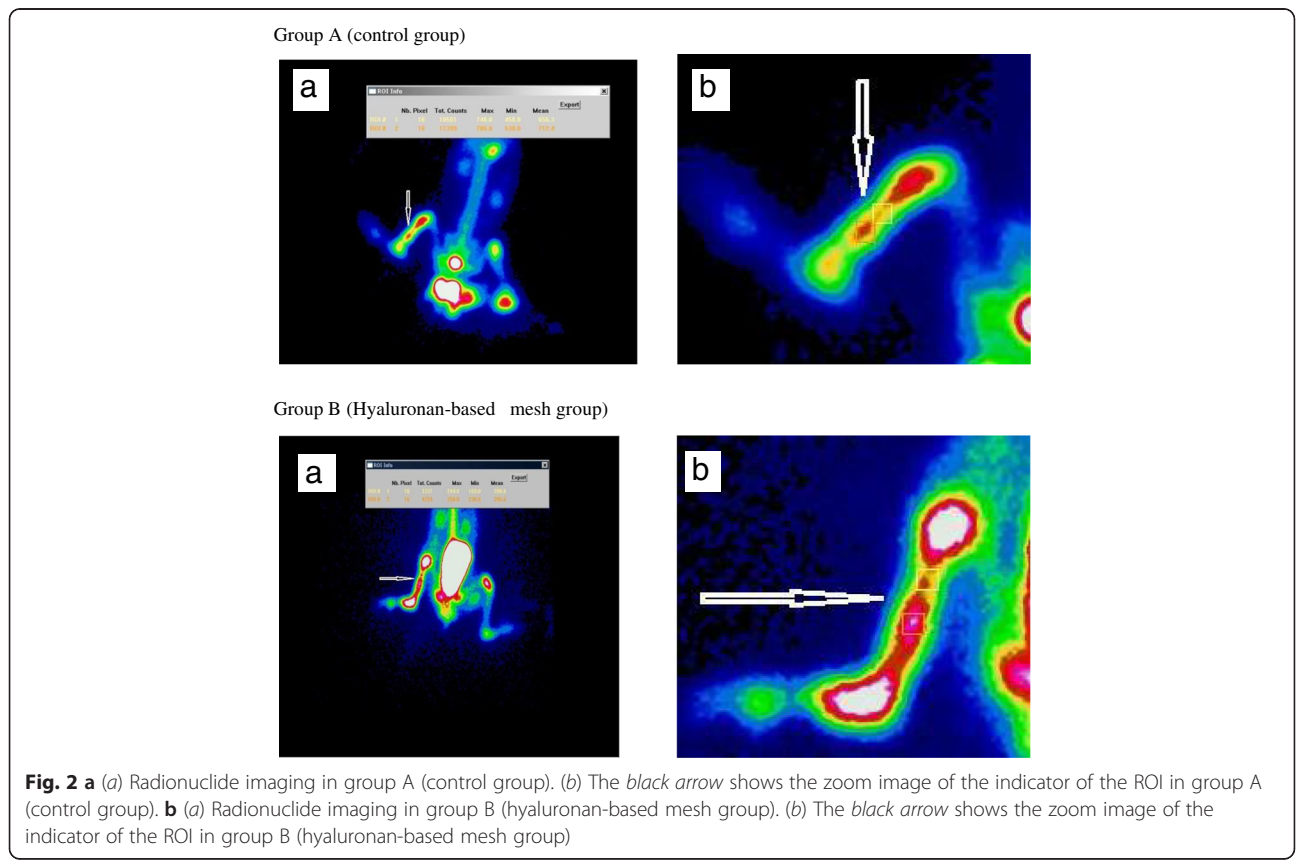 Group A (control group)
a
b
ROI Info
Nb. Pixel Tot. Counts Max Min Mean Export
Group B (Hyaluronan-based mesh group)
a
b
ROI Info
Nb. Pixel Tot. Counts Max Min Mean Export
Fig. 2 a (a) Radionuclide imaging in group A (control group). (b) The black arrow shows the zoom image of the indicator of the ROI in group A
(control group). b (a) Radionuclide imaging in group B (hyaluronan-based mesh group). (b) The black arrow shows the zoom image of the
indicator of the ROI in group B (hyaluronan-based mesh group)